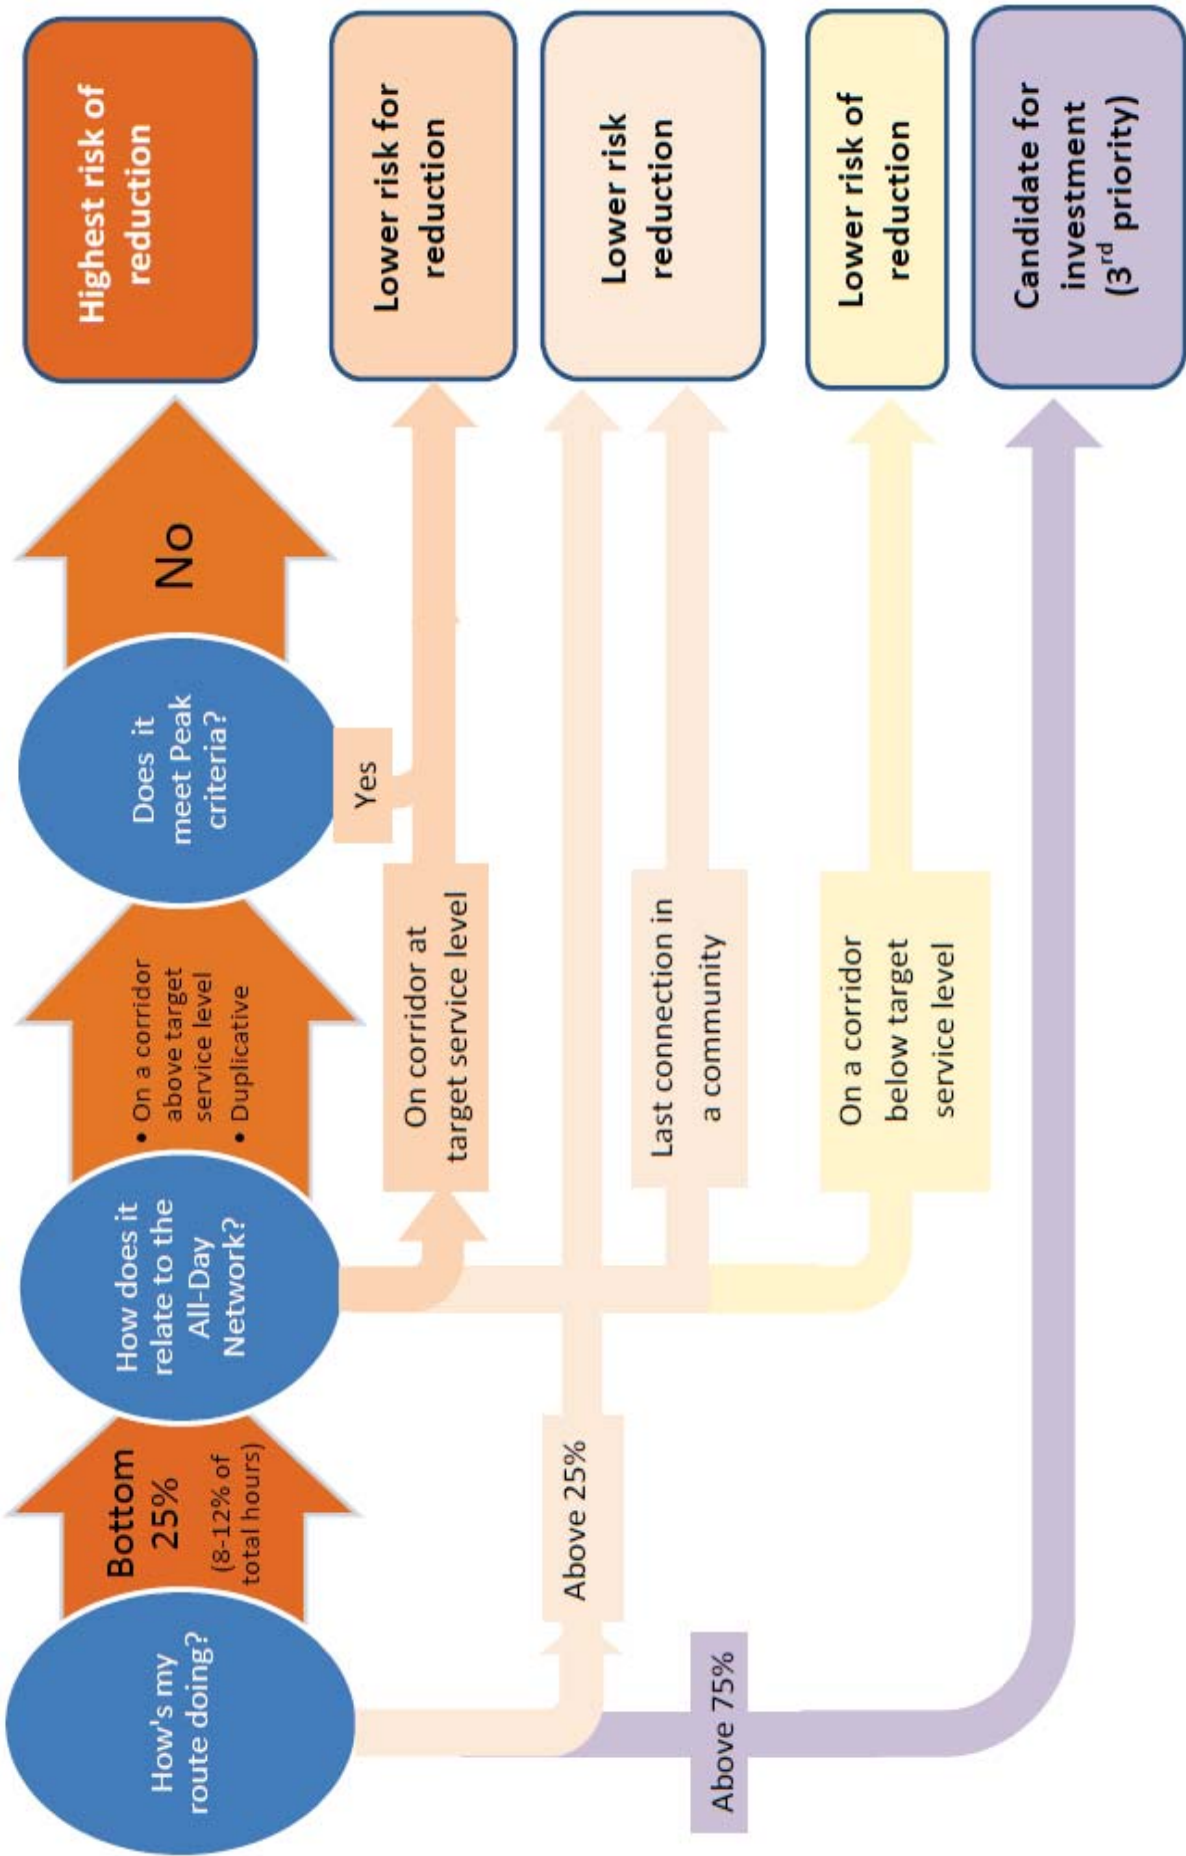 How's my
route doing?
Bottom
25%
(8-12% of
total hours)
How does it
relate to the
All-Day
Network?
• On a corridor
above target
service level
• Duplicative
Does it
meet Peak
criteria?
No
Highest risk of
reduction
Yes
On corridor at
target service level
Lower risk for
reduction
Above 25%
Last connection in
a community
Lower risk
reduction
On a corridor
below target
service level
Lower risk of
reduction
Above 75%
Candidate for
investment
(3rd priority)